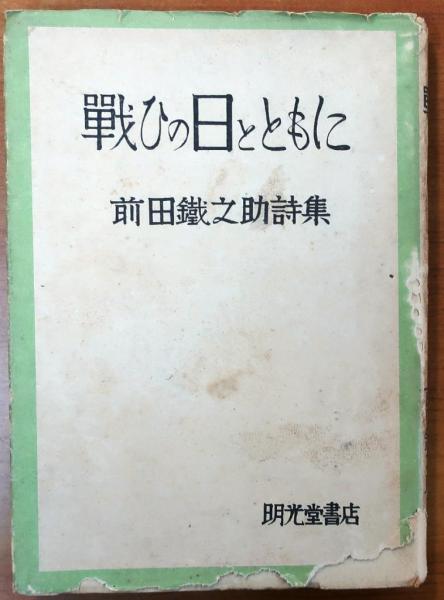 戰ひの日とともに
前田鐵之助詩集
明光堂書店